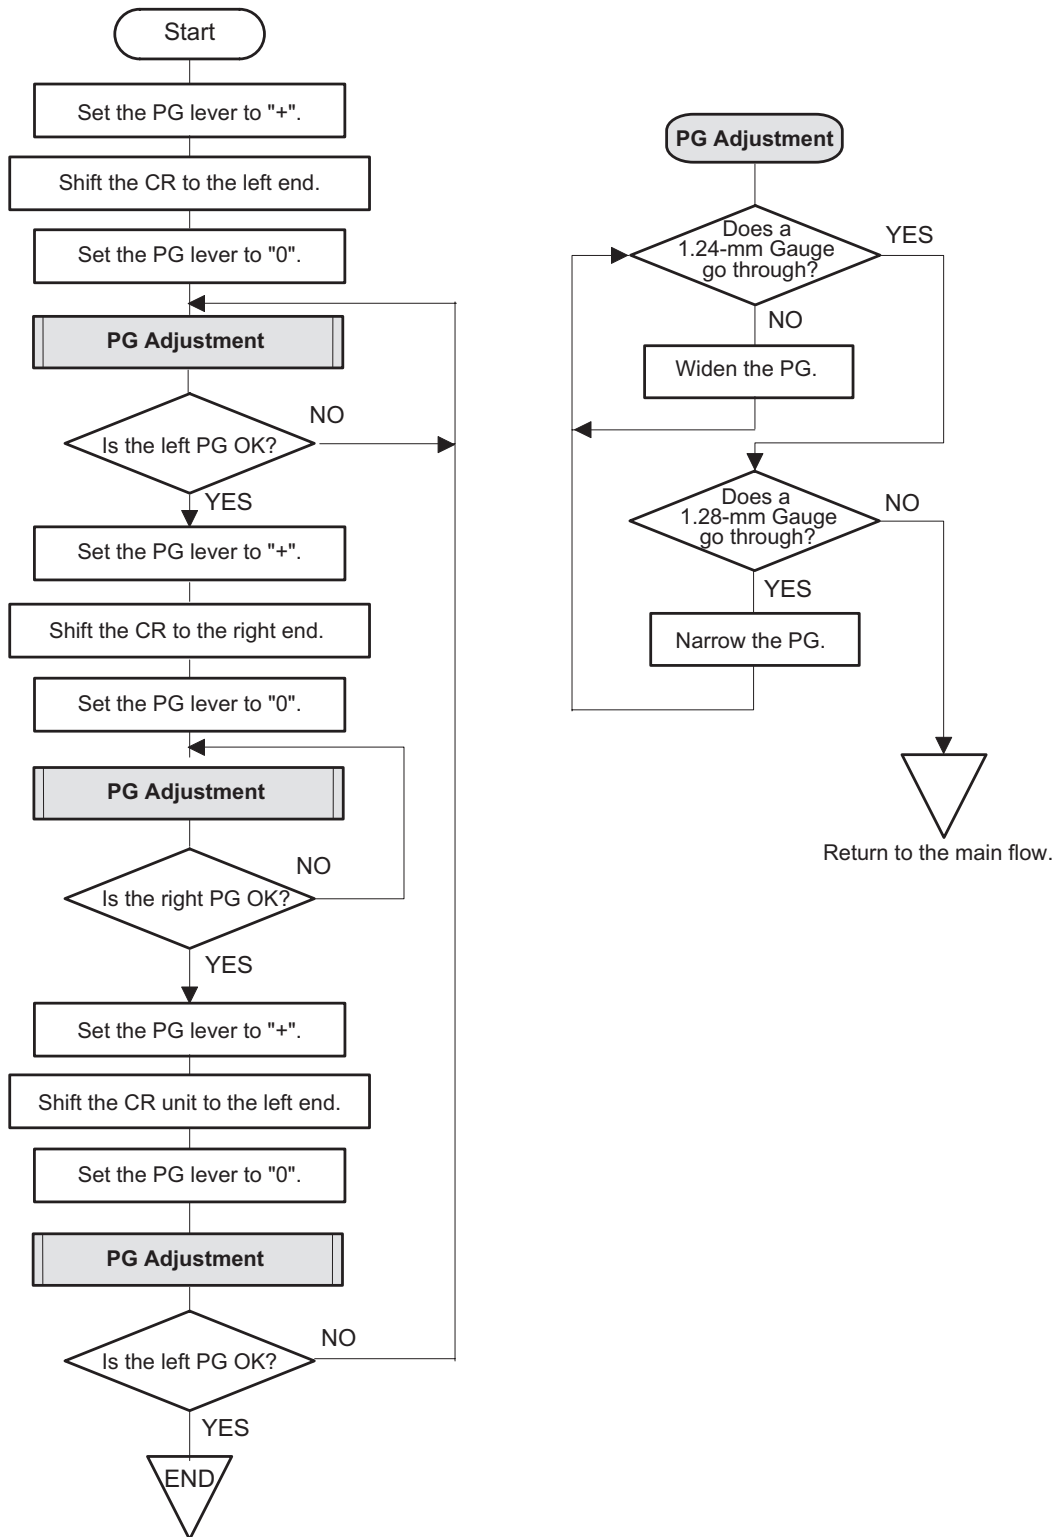 Start
Set the PG lever to "+".
Shift the CR to the left end.
Set the PG lever to "0".
PG Adjustment
Is the left PG OK?
NO
YES
Set the PG lever to "+".
Shift the CR to the right end.
Set the PG lever to "0".
PG Adjustment
Is the right PG OK?
NO
YES
Set the PG lever to "+".
Shift the CR unit to the left end.
Set the PG lever to "0".
PG Adjustment
Is the left PG OK?
NO
YES
END
PG Adjustment
Does a
1.24-mm Gauge
go through?
YES
NO
Widen the PG.
Does a
1.28-mm Gauge
go through?
NO
YES
Narrow the PG.
Return to the main flow.